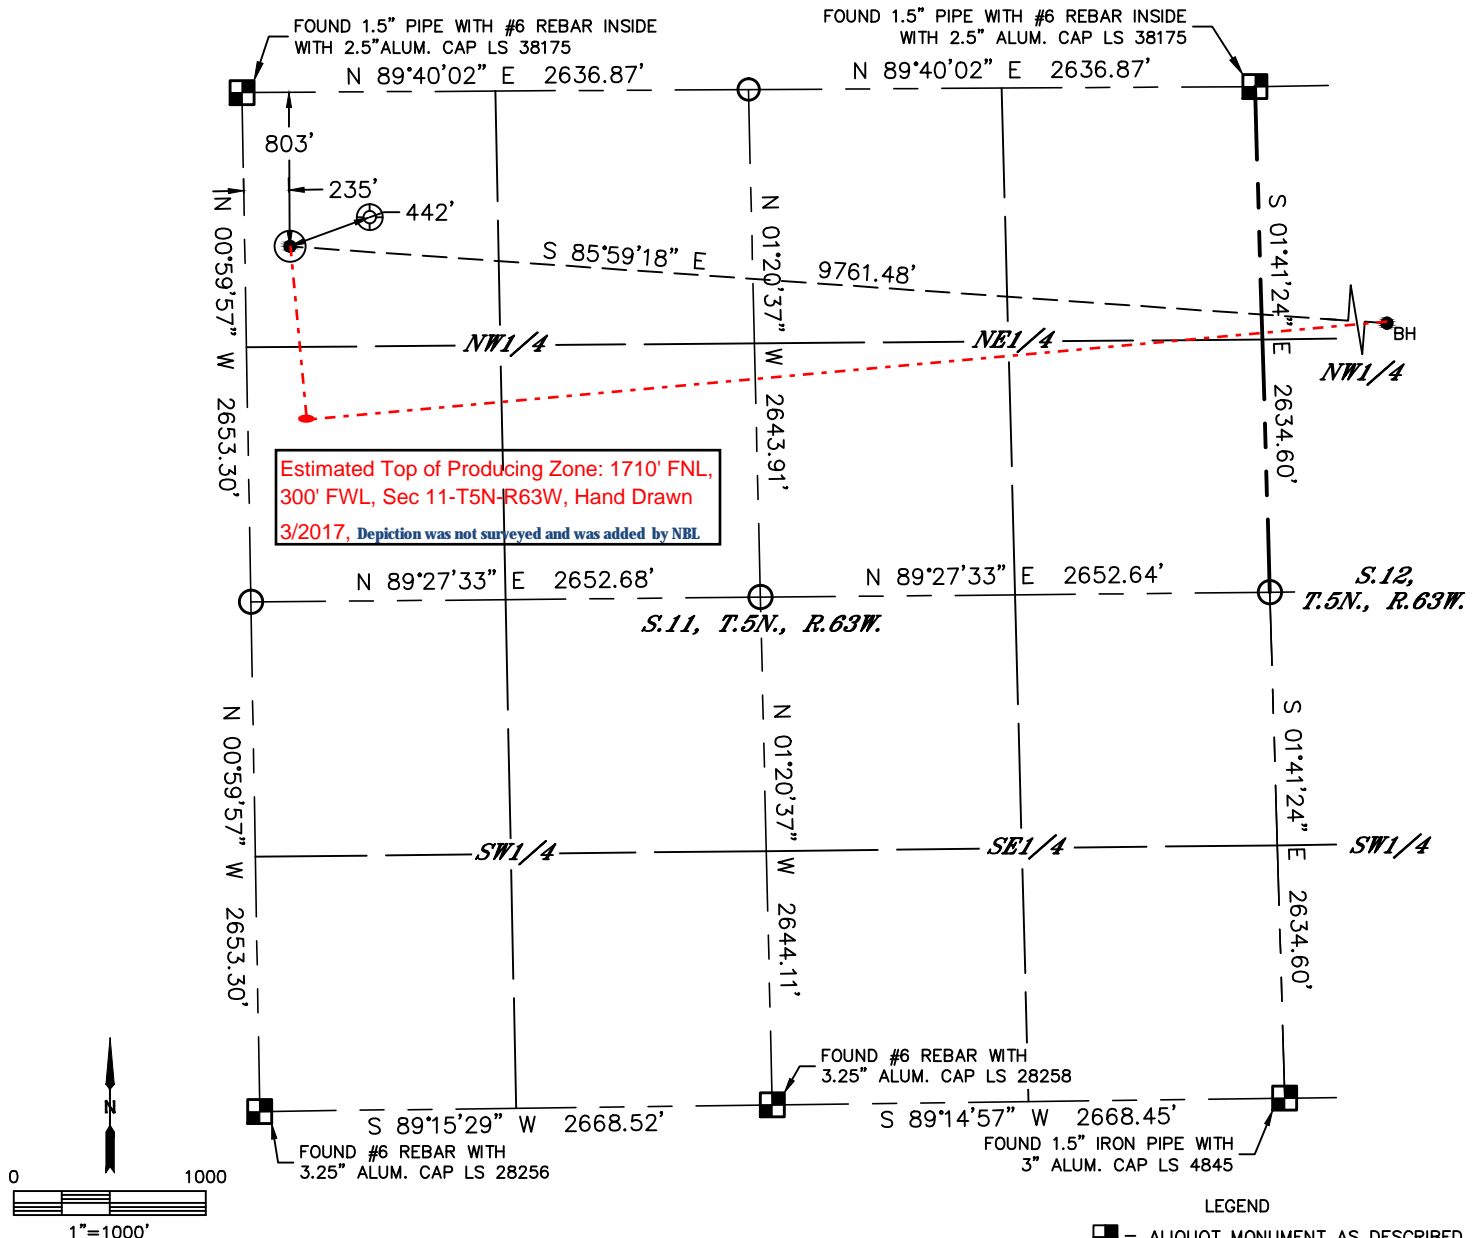 FOUND 1.5" PIPE WITH #6 REBAR INSIDE
WITH 2.5"ALUM. CAP LS 38175
FOUND 1.5" PIPE WITH #6 REBAR INSIDE
WITH 2.5" ALUM. CAP LS 38175
N 89°40'02" E 2636.87'
N 89°40'02" E 2636.87'
803'
235'
442'
N 00°59'57" W 2653.30'
N 01°20'37" W 2643.91'
S 01°41'24" E 2634.60'
S 85°59'18" E 9761.48'
BH
NW1/4
NE1/4
NW1/4
Estimated Top of Producing Zone: 1710' FNL,
300' FWL, Sec 11-T5N-R63W, Hand Drawn
3/2017, Depiction was not surveyed and was added by NBL
N 89°27'33" E 2652.68'
N 89°27'33" E 2652.64'
S.12,
T.5N., R.63W.
S.11, T.5N., R.63W.
N 00°59'57" W 2653.30'
N 01°20'37" W 2644.11'
S 01°41'24" E 2634.60'
SW1/4
SE1/4
SW1/4
FOUND #6 REBAR WITH
3.25" ALUM. CAP LS 28258
S 89°15'29" W 2668.52'
S 89°14'57" W 2668.45'
FOUND #6 REBAR WITH
3.25" ALUM. CAP LS 28256
FOUND 1.5" IRON PIPE WITH
3" ALUM. CAP LS 4845
N
0 1000
1"=1000'
LEGEND
= ALIQUOT MONUMENT AS DESCRIBED